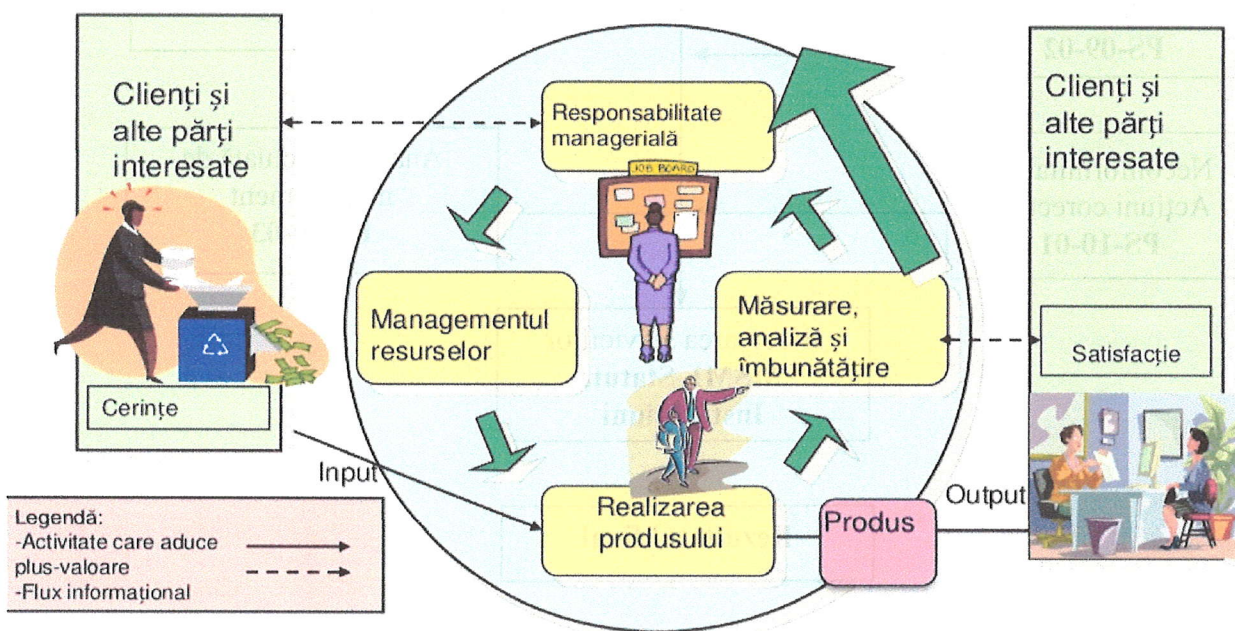 Clienți și
alte părți
interesate
Cerințe
Responsabilitate
managerială
JOB BOARD
Managementul
resurselor
Măsurare,
analiză și
îmbunătățire
Realizarea
produsului
Produs
Input
Output
Clienți și
alte părți
interesate
Satisfacție
Legendă:
-Activitate care aduce
plus-valoare
-Flux informațional
PS-09-02
Acțiuni corec
PS-10-01